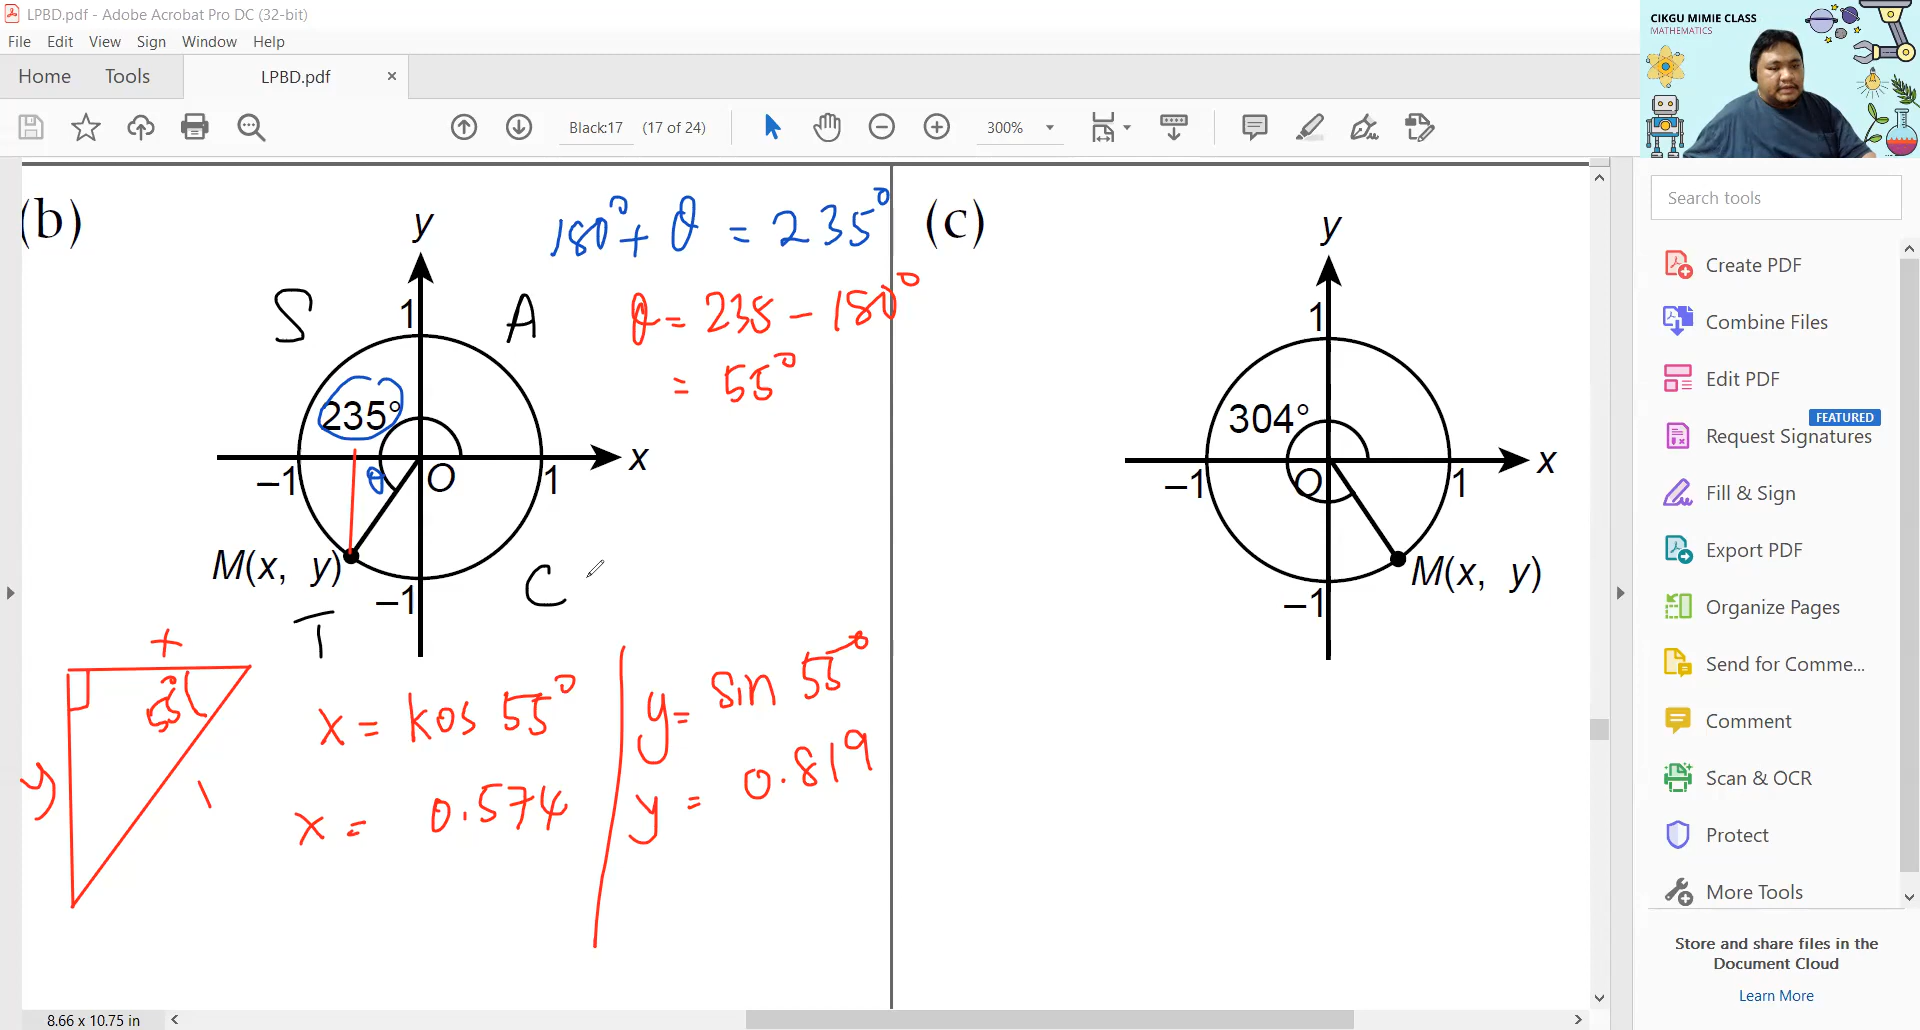 LPBD.pdf - Adobe Acrobat Pro DC (32-bit)
File Edit View Sign Window Help
Home Tools LPBD.pdf ×
Black:17 (17 of 24) 300%
CIKGU MIMIE CLASS
MATHEMATICS
(b)
y
180° + θ = 235°
θ = 235 - 180°
= 55°
S
A
1
235°
x
-1
θ
O
1
M(x, y)
-1
C
T
x
55°
y
1
x = kos 55°
x = 0.574
y = sin 55°
y = 0.819
(c)
y
1
304°
x
-1
O
1
M(x, y)
-1
Search tools
Create PDF
Combine Files
Edit PDF
FEATURED
Request Signatures
Fill & Sign
Export PDF
Organize Pages
Send for Comme...
Comment
Scan & OCR
Protect
More Tools
Store and share files in the
Document Cloud
Learn More
8.66 x 10.75 in